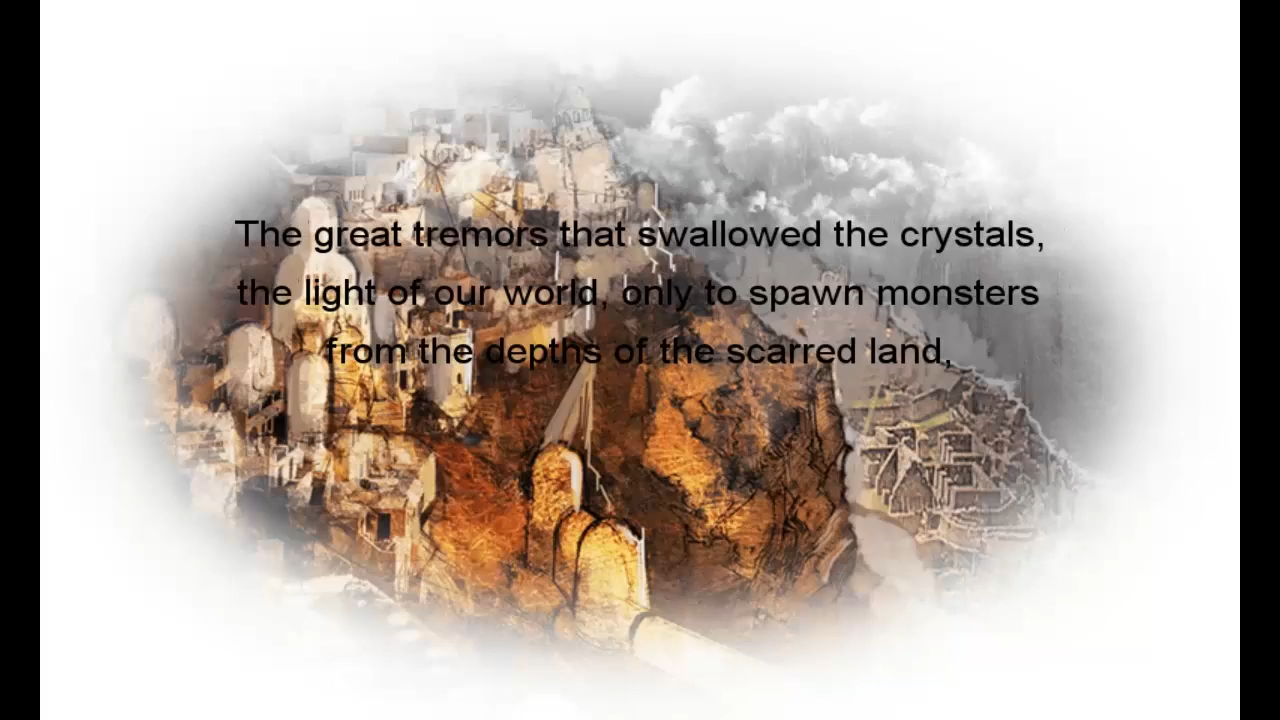 The great tremors that swallowed the crystals,
the light of our world, only to spawn monsters
from the depths of the scarred land,